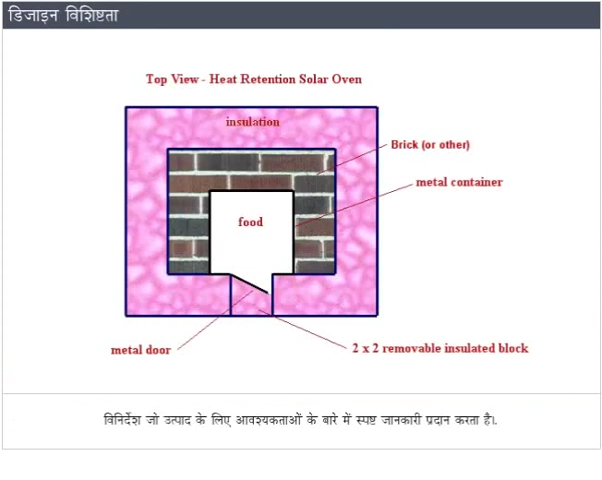 डिजाइन विशिष्टता
Top View - Heat Retention Solar Oven
insulation
Brick (or other)
metal container
food
metal door
2 x 2 removable insulated block
विनिर्देश जो उत्पाद के लिए आवश्यकताओं के बारे में स्पष्ट जानकारी प्रदान करता है।.